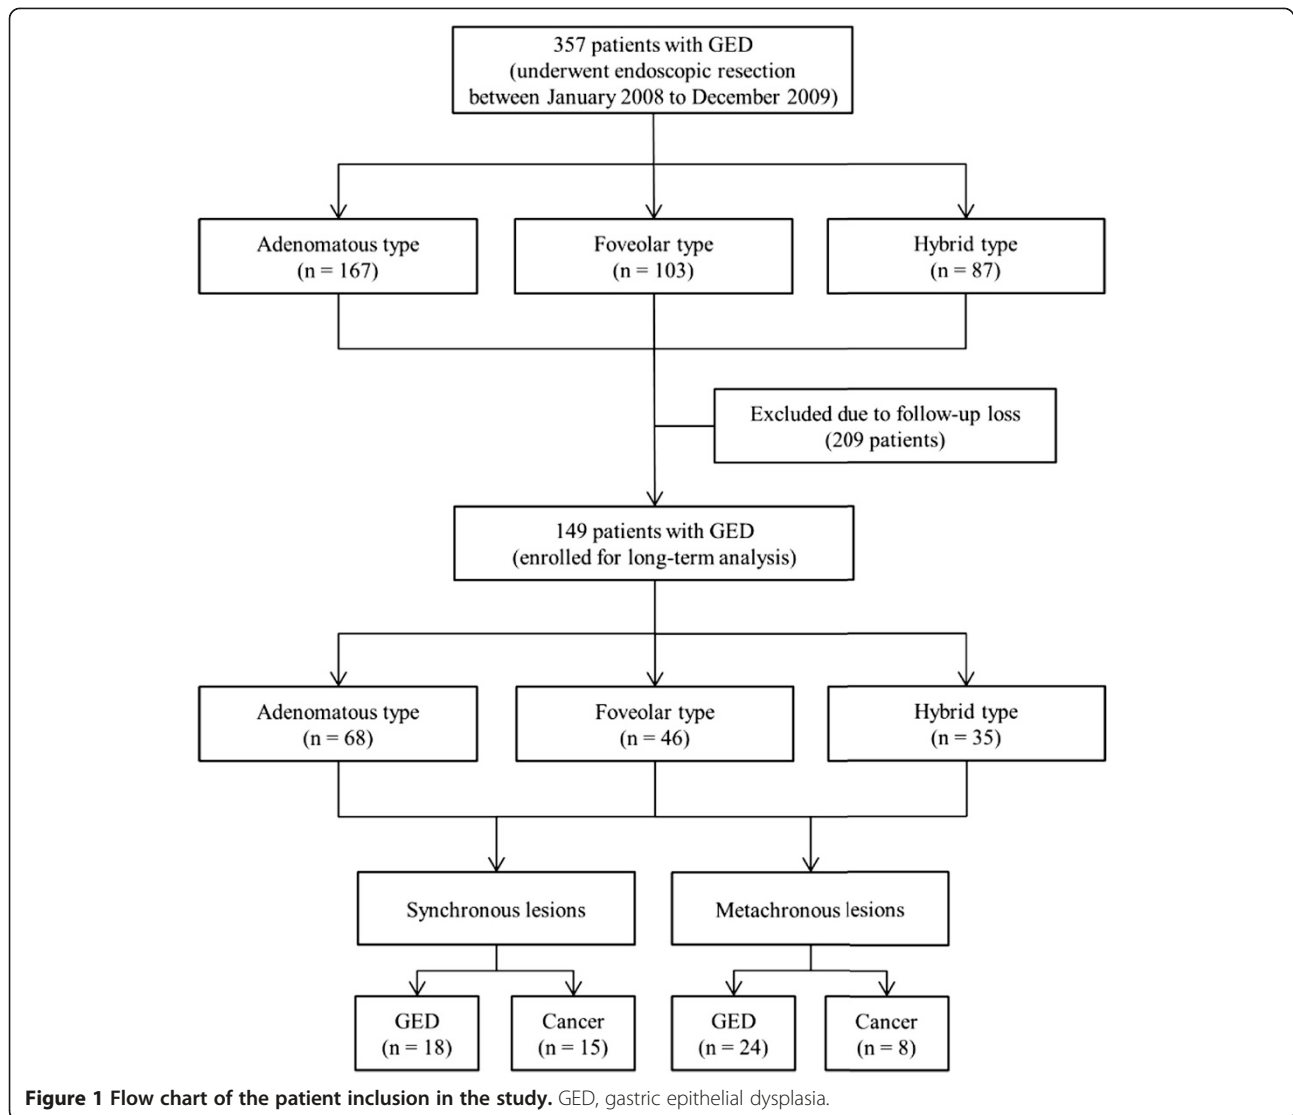 357 patients with GED
(underwent endoscopic resection
between January 2008 to December 2009)
Adenomatous type
(n = 167)
Foveolar type
(n = 103)
Hybrid type
(n = 87)
Excluded due to follow-up loss
(209 patients)
149 patients with GED
(enrolled for long-term analysis)
Adenomatous type
(n = 68)
Foveolar type
(n = 46)
Hybrid type
(n = 35)
Synchronous lesions
Metachronous lesions
GED
(n = 18)
Cancer
(n = 15)
GED
(n = 24)
Cancer
(n = 8)
Figure 1 Flow chart of the patient inclusion in the study. GED, gastric epithelial dysplasia.